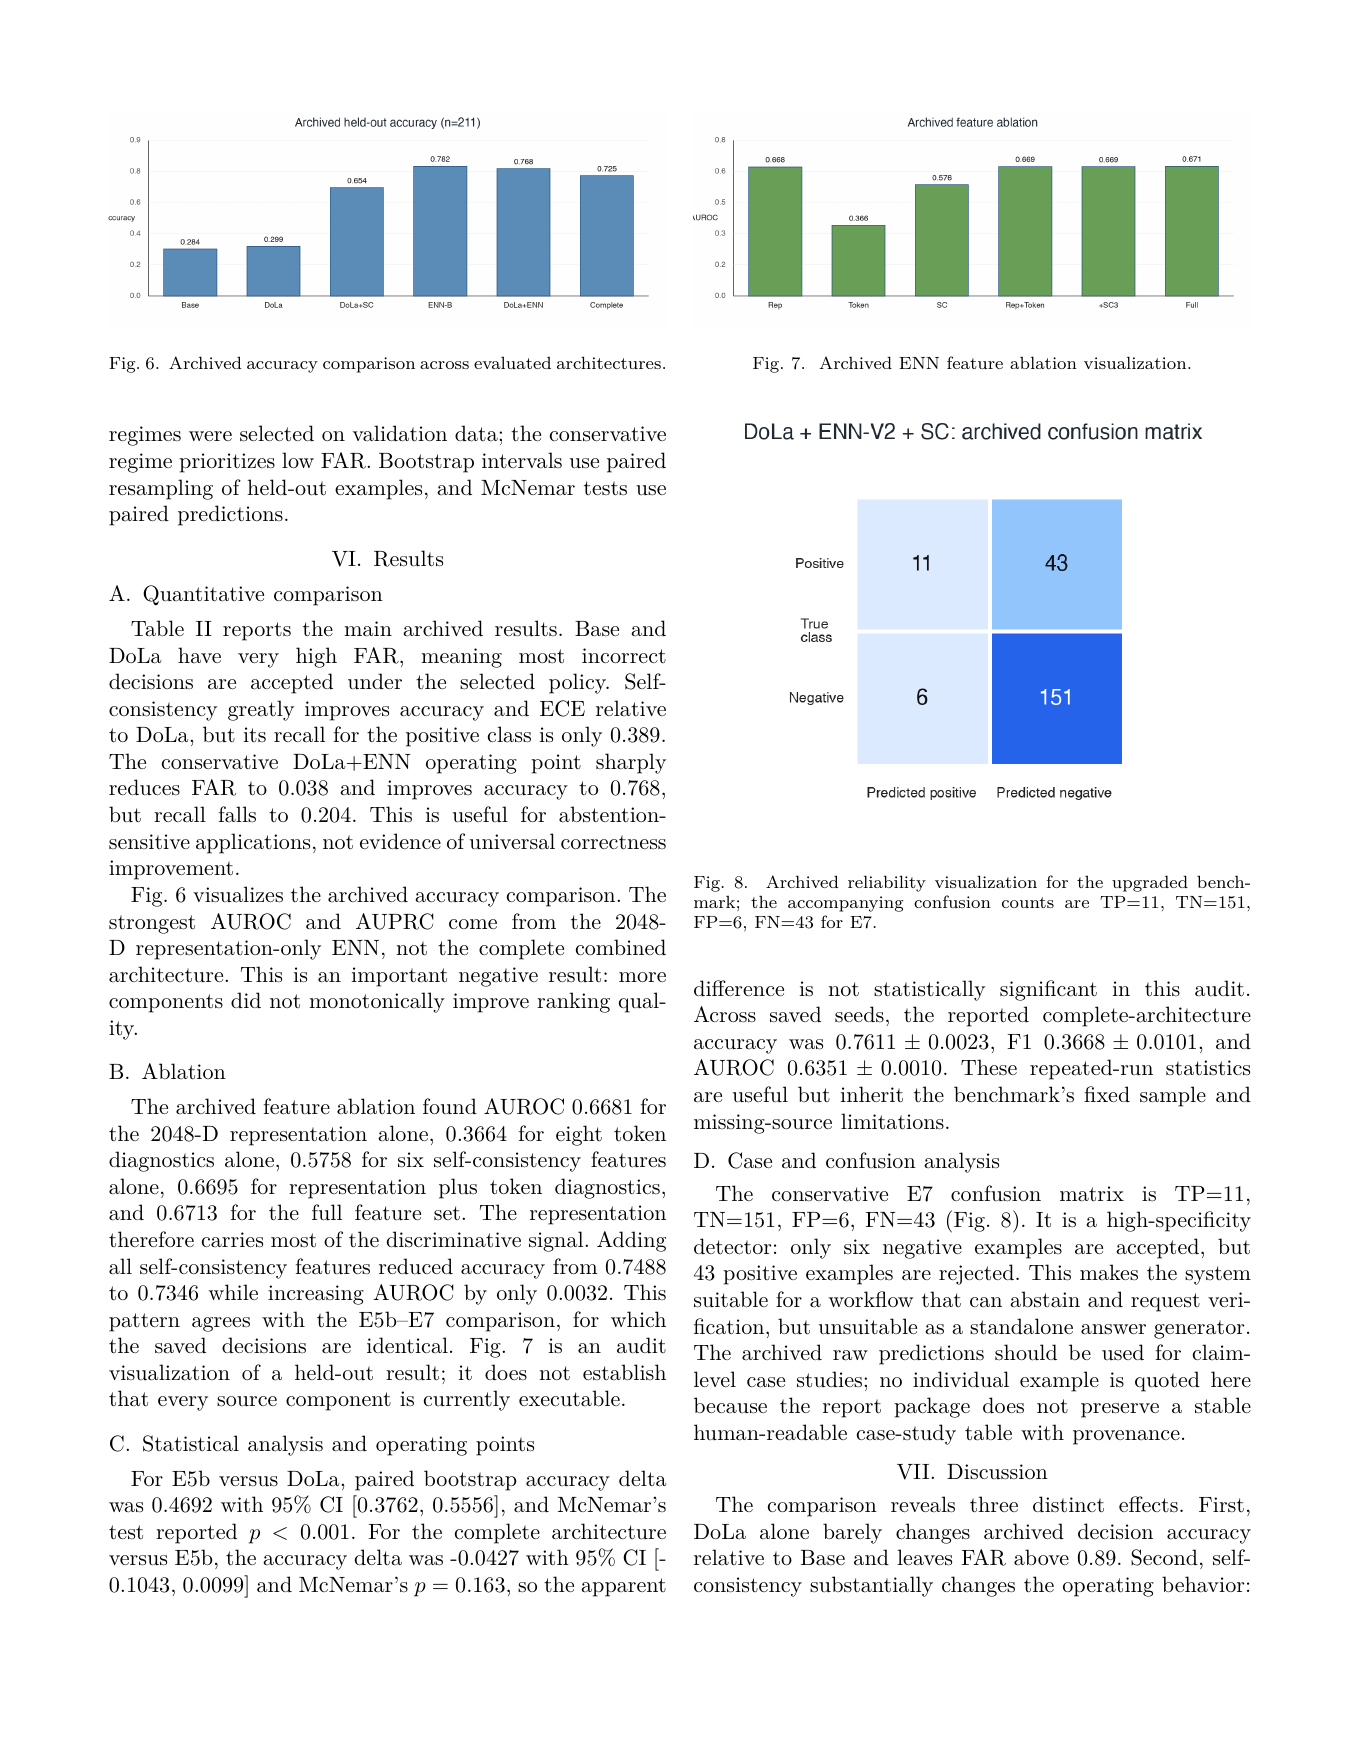 Archived held-out accuracy (n=211)
0.9
0.8
0.6
ccuracy
0.4
0.2
0.0
0.284
0.299
0.654
0.782
0.768
0.725
Base DoLa DoLa+SC ENN-B DoLa+ENN Complete
Fig. 6. Archived accuracy comparison across evaluated architectures.
regimes were selected on validation data; the conservative
regime prioritizes low FAR. Bootstrap intervals use paired
resampling of held-out examples, and McNemar tests use
paired predictions.
VI. Results
A. Quantitative comparison
Table II reports the main archived results. Base and
DoLa have very high FAR, meaning most incorrect
decisions are accepted under the selected policy. Self-
consistency greatly improves accuracy and ECE relative
to DoLa, but its recall for the positive class is only 0.389.
The conservative DoLa+ENN operating point sharply
reduces FAR to 0.038 and improves accuracy to 0.768,
but recall falls to 0.204. This is useful for abstention-
sensitive applications, not evidence of universal correctness
improvement.
Fig. 6 visualizes the archived accuracy comparison. The
strongest AUROC and AUPRC come from the 2048-
D representation-only ENN, not the complete combined
architecture. This is an important negative result: more
components did not monotonically improve ranking qual-
ity.
B. Ablation
The archived feature ablation found AUROC 0.6681 for
the 2048-D representation alone, 0.3664 for eight token
diagnostics alone, 0.5758 for six self-consistency features
alone, 0.6695 for representation plus token diagnostics,
and 0.6713 for the full feature set. The representation
therefore carries most of the discriminative signal. Adding
all self-consistency features reduced accuracy from 0.7488
to 0.7346 while increasing AUROC by only 0.0032. This
pattern agrees with the E5b–E7 comparison, for which
the saved decisions are identical. Fig. 7 is an audit
visualization of a held-out result; it does not establish
that every source component is currently executable.
C. Statistical analysis and operating points
For E5b versus DoLa, paired bootstrap accuracy delta
was 0.4692 with 95% CI [0.3762, 0.5556], and McNemar's
test reported p < 0.001. For the complete architecture
versus E5b, the accuracy delta was -0.0427 with 95% CI [-
0.1043, 0.0099] and McNemar's p = 0.163, so the apparent
Archived feature ablation
0.8
0.6
0.5
AUROC
0.3
0.2
0.0
0.668
0.366
0.576
0.669
0.669
0.671
Rep Token SC Rep+Token +SC3 Full
Fig. 7. Archived ENN feature ablation visualization.
DoLa + ENN-V2 + SC: archived confusion matrix
Positive 11 43
True
class
Negative 6 151
Predicted positive Predicted negative
Fig. 8. Archived reliability visualization for the upgraded bench-
mark; the accompanying confusion counts are TP=11, TN=151,
FP=6, FN=43 for E7.
difference is not statistically significant in this audit.
Across saved seeds, the reported complete-architecture
accuracy was 0.7611 ± 0.0023, F1 0.3668 ± 0.0101, and
AUROC 0.6351 ± 0.0010. These repeated-run statistics
are useful but inherit the benchmark's fixed sample and
missing-source limitations.
D. Case and confusion analysis
The conservative E7 confusion matrix is TP=11,
TN=151, FP=6, FN=43 (Fig. 8). It is a high-specificity
detector: only six negative examples are accepted, but
43 positive examples are rejected. This makes the system
suitable for a workflow that can abstain and request veri-
fication, but unsuitable as a standalone answer generator.
The archived raw predictions should be used for claim-
level case studies; no individual example is quoted here
because the report package does not preserve a stable
human-readable case-study table with provenance.
VII. Discussion
The comparison reveals three distinct effects. First,
DoLa alone barely changes archived decision accuracy
relative to Base and leaves FAR above 0.89. Second, self-
consistency substantially changes the operating behavior: